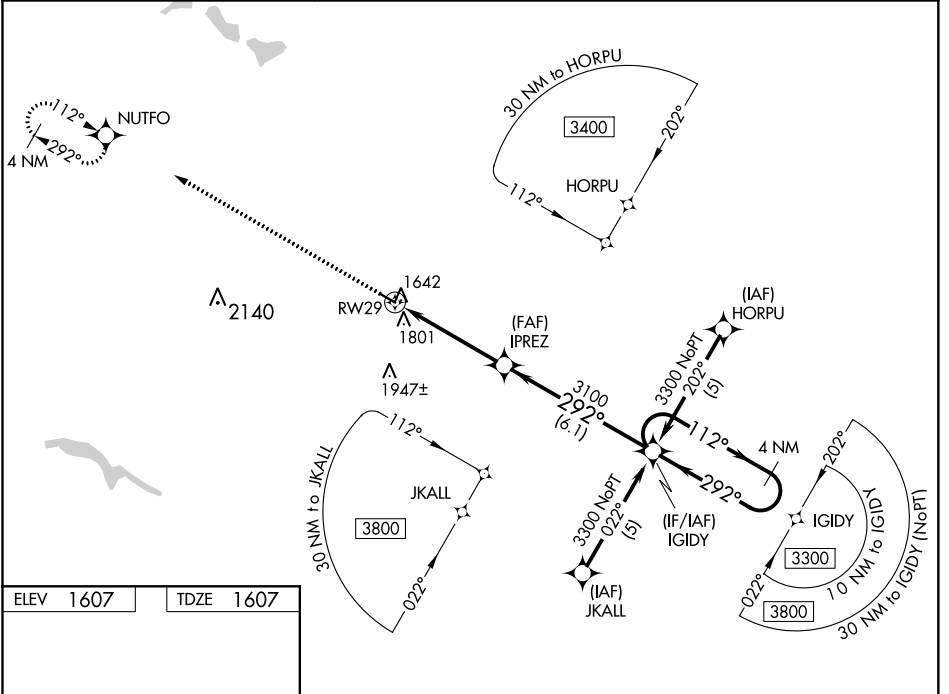 30 NM to HORPU
3400
202°
HORPU
112°
112°
NUTFO
292°
4 NM
1642
RW29
1801
2140
1947±
(FAF)
IPREZ
(IAF)
HORPU
3300 NoPT
202°
(5)
3100
292°
(6.1)
112°
4 NM
292°
(IF/IAF)
IGIDY
3300 NoPT
022°
(5)
(IAF)
JKALL
30 NM to JKALL
112°
JKALL
3800
022°
202°
IGIDY
3300
10 NM to IGIDY
022°
3800
30 NM to IGIDY (NoPT)
ELEV 1607
TDZE 1607